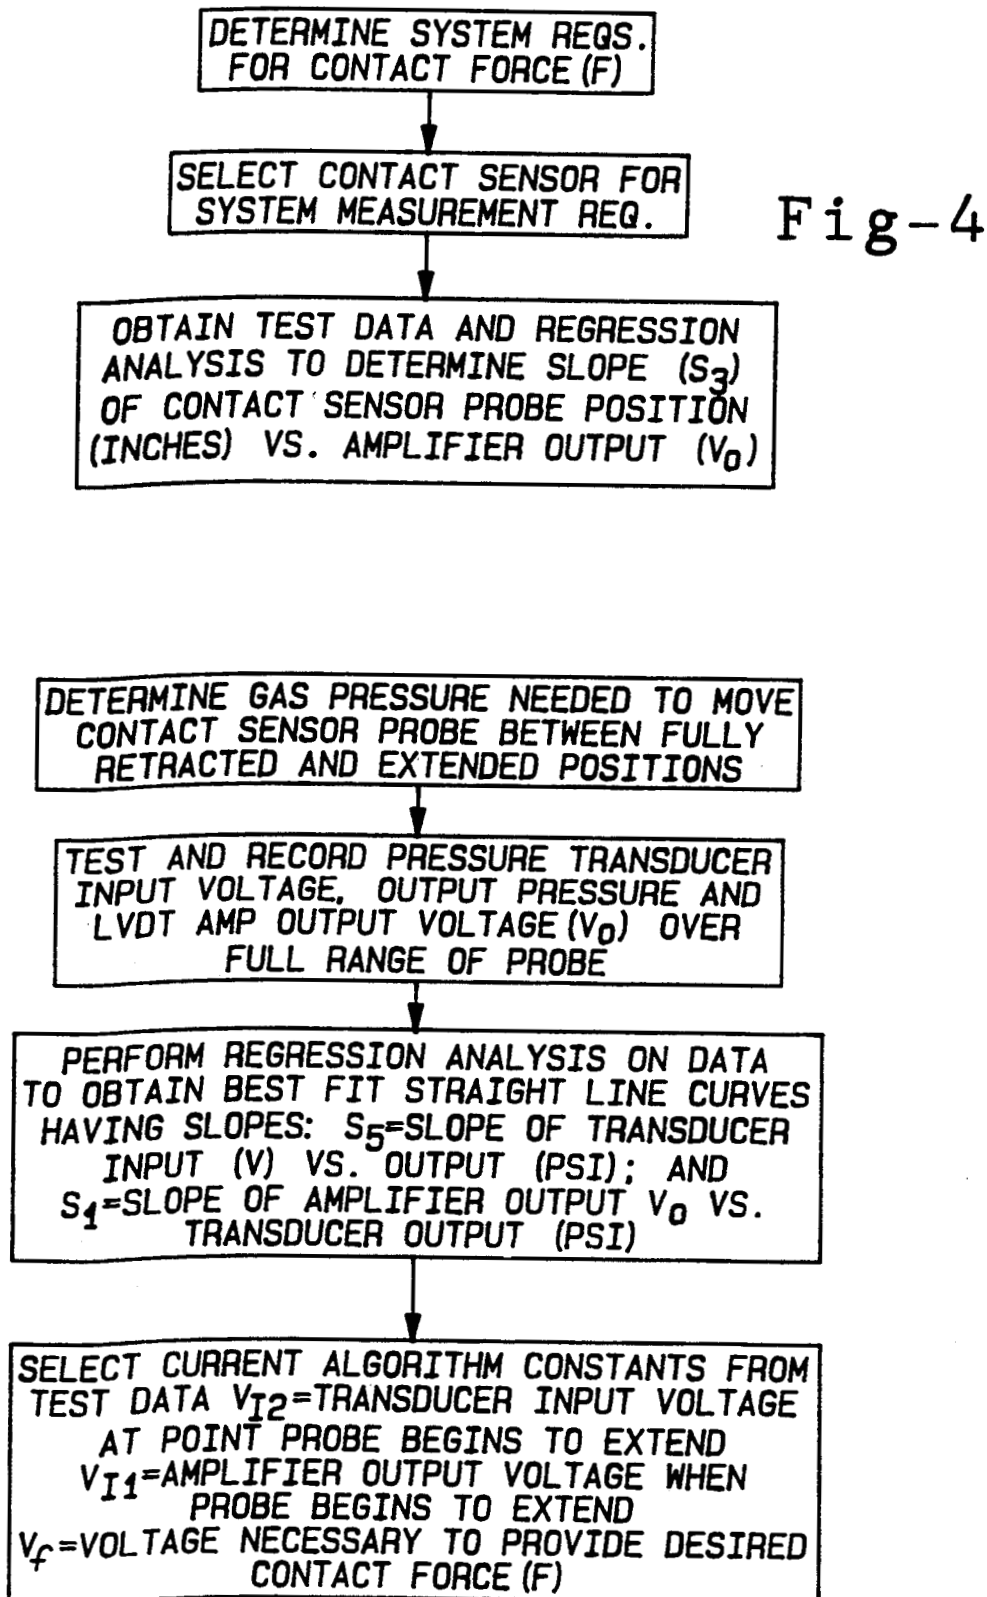 DETERMINE SYSTEM REQS.
FOR CONTACT FORCE (F)
SELECT CONTACT SENSOR FOR
SYSTEM MEASUREMENT REQ.
Fig-4
OBTAIN TEST DATA AND REGRESSION
ANALYSIS TO DETERMINE SLOPE (S3)
OF CONTACT SENSOR PROBE POSITION
(INCHES) VS. AMPLIFIER OUTPUT (VO)
DETERMINE GAS PRESSURE NEEDED TO MOVE
CONTACT SENSOR PROBE BETWEEN FULLY
RETRACTED AND EXTENDED POSITIONS
TEST AND RECORD PRESSURE TRANSDUCER
INPUT VOLTAGE, OUTPUT PRESSURE AND
LVDT AMP OUTPUT VOLTAGE (VO) OVER
FULL RANGE OF PROBE
PERFORM REGRESSION ANALYSIS ON DATA
TO OBTAIN BEST FIT STRAIGHT LINE CURVES
HAVING SLOPES: S5=SLOPE OF TRANSDUCER
INPUT (V) VS. OUTPUT (PSI); AND
S1=SLOPE OF AMPLIFIER OUTPUT VO VS.
TRANSDUCER OUTPUT (PSI)
SELECT CURRENT ALGORITHM CONSTANTS FROM
TEST DATA VI2=TRANSDUCER INPUT VOLTAGE
AT POINT PROBE BEGINS TO EXTEND
VI1=AMPLIFIER OUTPUT VOLTAGE WHEN
PROBE BEGINS TO EXTEND
Vf=VOLTAGE NECESSARY TO PROVIDE DESIRED
CONTACT FORCE (F)